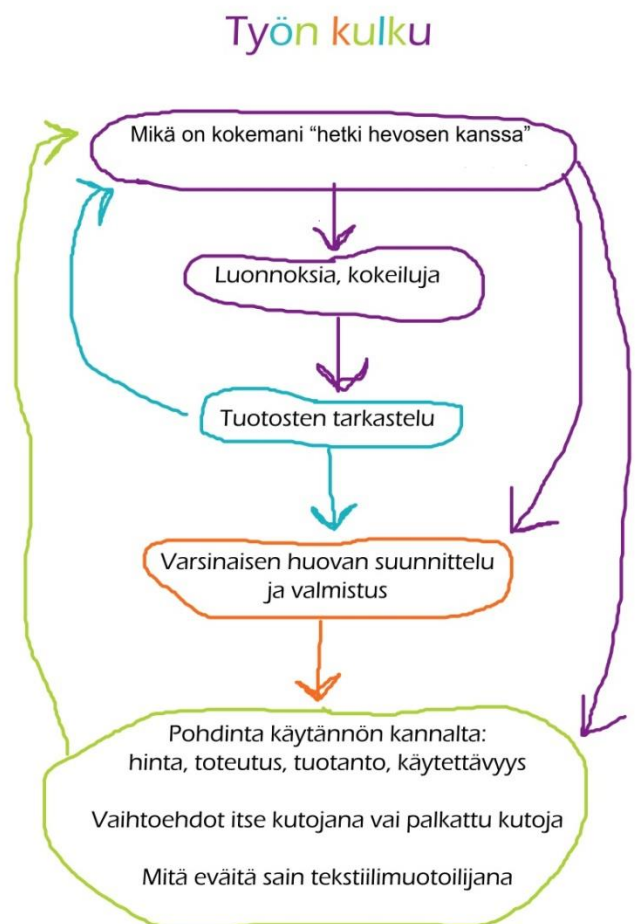 Työn kulku
Mikä on kokemani “hetki hevosen kanssa”
Luonnoksia, kokeiluja
Tuotosten tarkastelu
Varsinaisen huovan suunnittelu
ja valmistus
Pohdinta käytännön kannalta:
hinta, toteutus, tuotanto, käytettävyys
Vaihtoehdot itse kutojana vai palkattu kutoja
Mitä eväitä sain tekstiilimuotoilijana